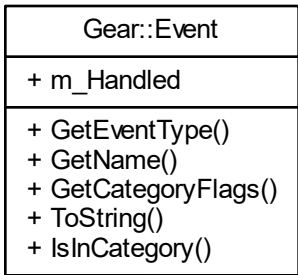 Gear::Event
+ m_Handled
+ GetEventType()
+ GetName()
+ GetCategoryFlags()
+ ToString()
+ IsInCategory()